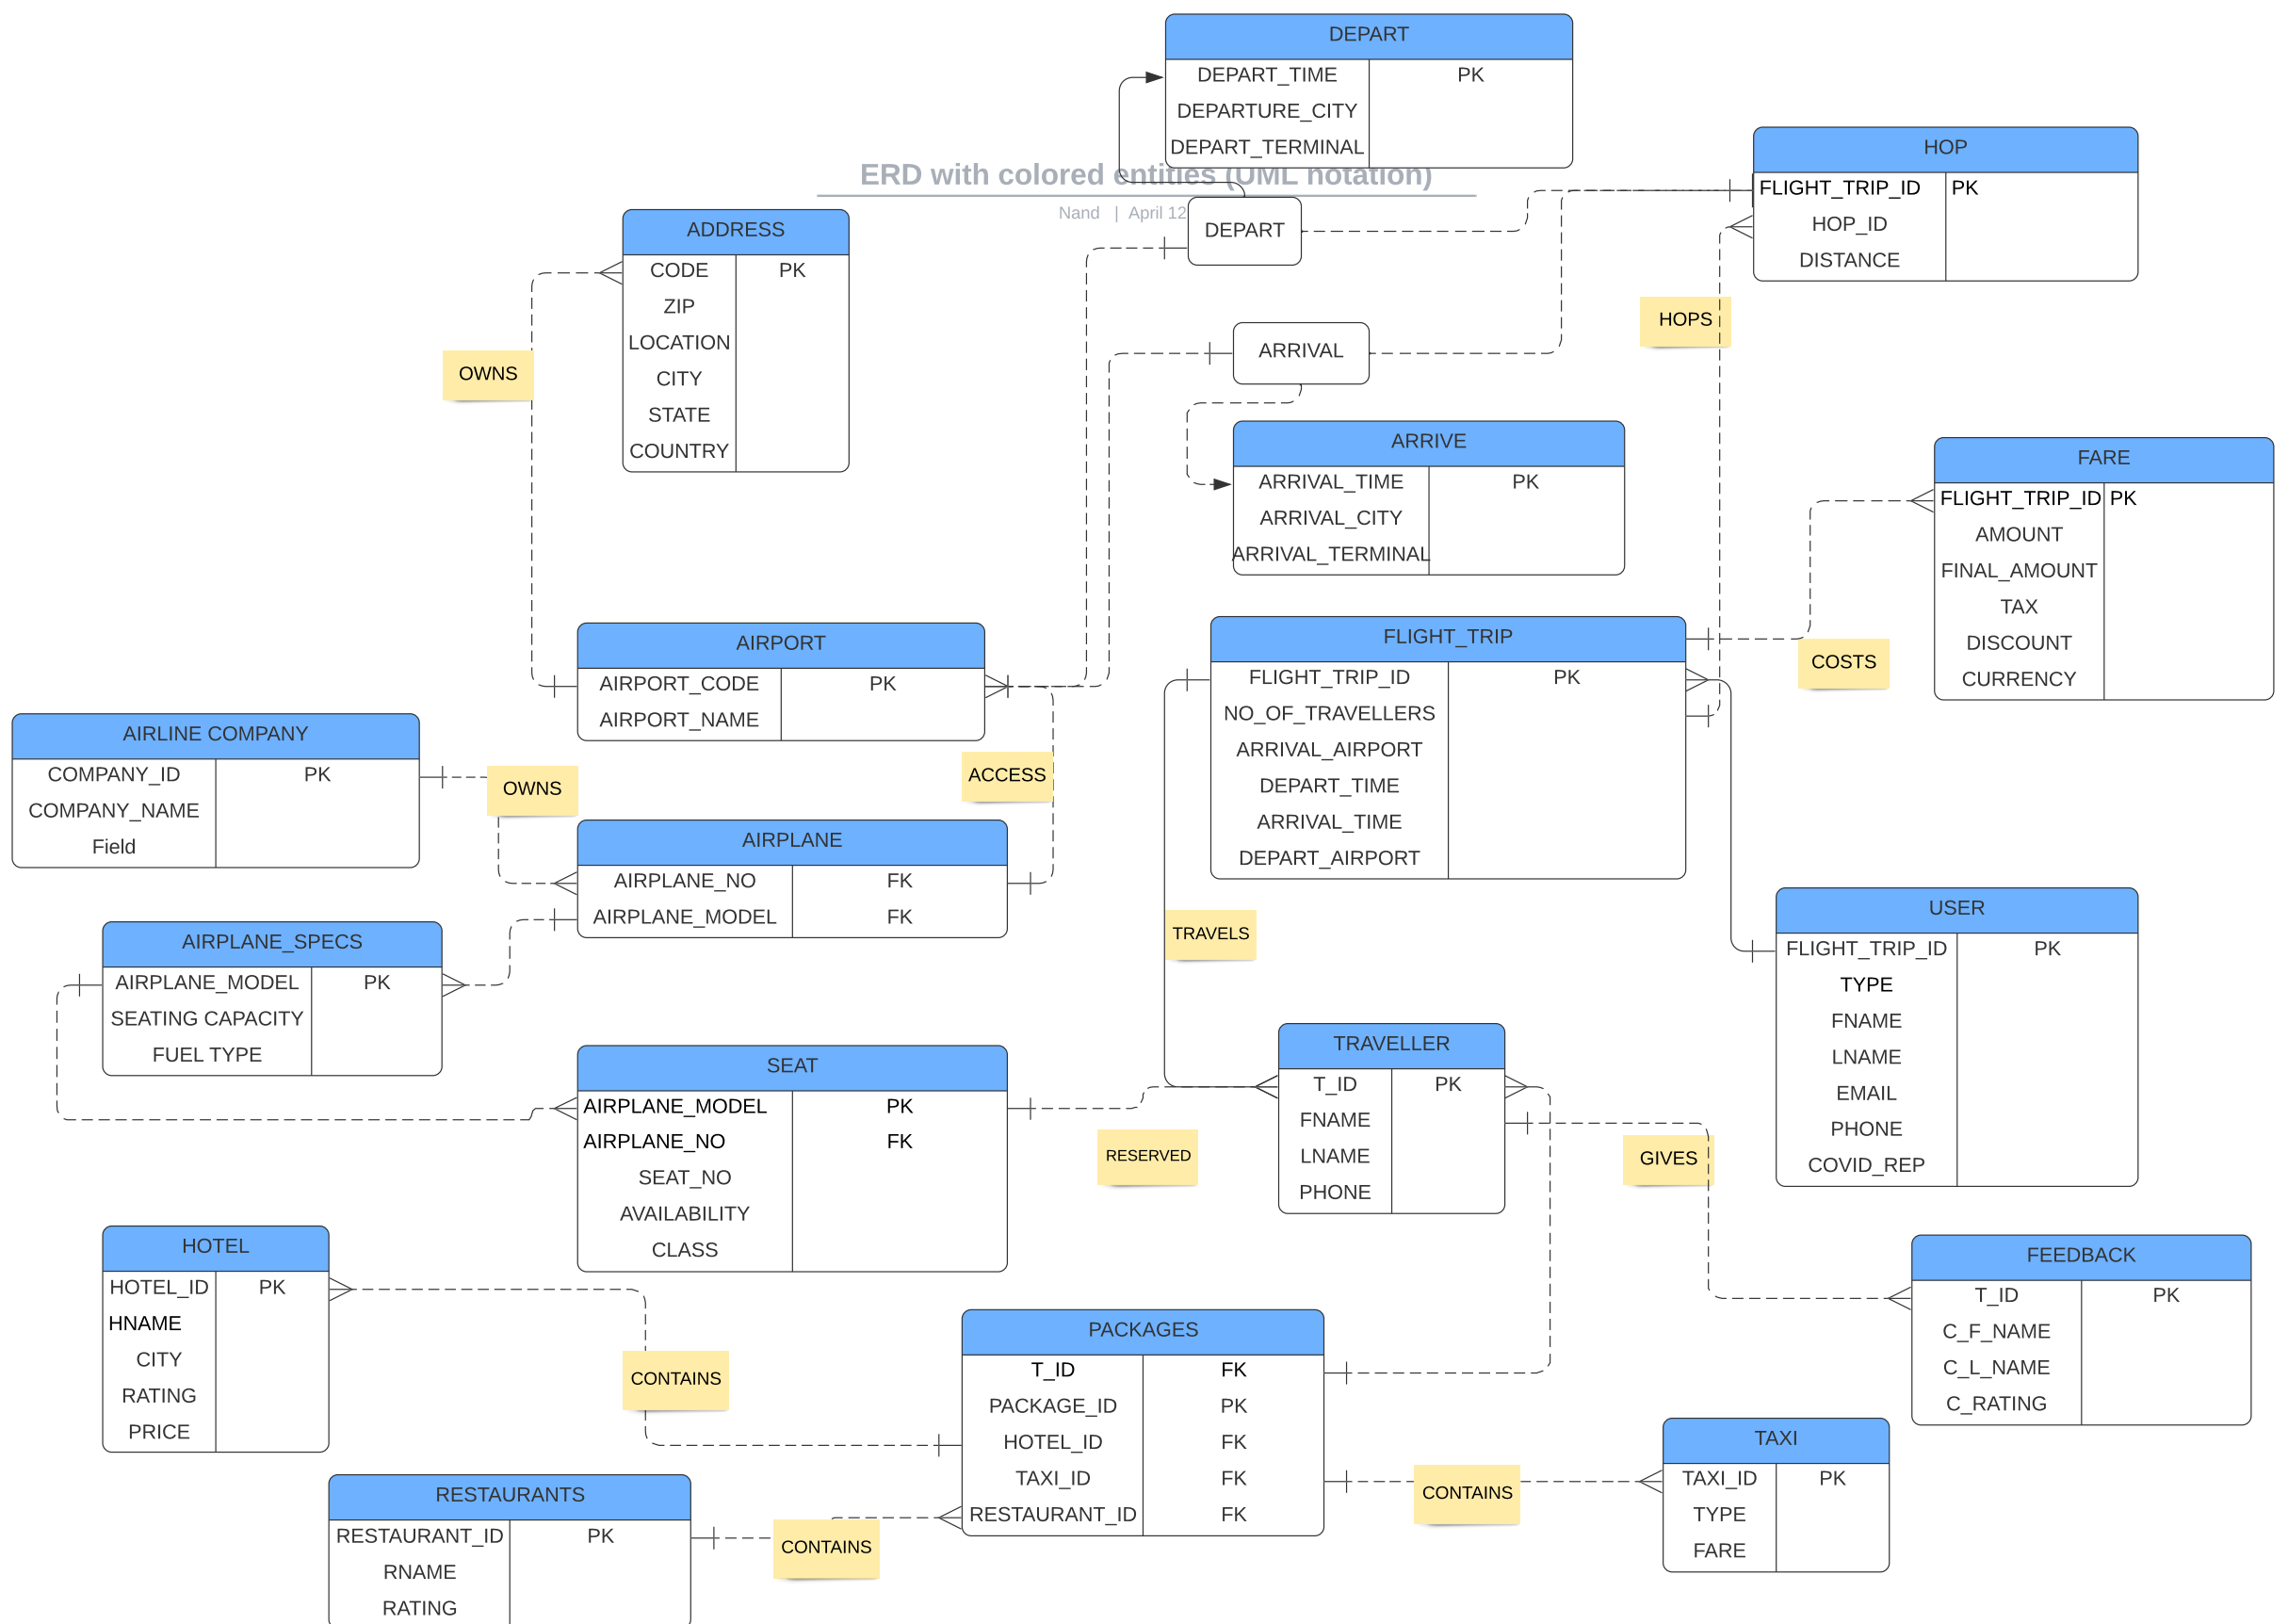 DEPART
DEPART_TIME PK
DEPARTURE_CITY
DEPART_TERMINAL
ERD with colored entities (UML notation)
Nand | April 12
DEPART
HOP
FLIGHT_TRIP_ID PK
HOP_ID
DISTANCE
HOPS
ADDRESS
CODE PK
ZIP
LOCATION
CITY
STATE
COUNTRY
OWNS
ARRIVAL
ARRIVE
ARRIVAL_TIME PK
ARRIVAL_CITY
ARRIVAL_TERMINAL
FARE
FLIGHT_TRIP_ID PK
AMOUNT
FINAL_AMOUNT
TAX
DISCOUNT
CURRENCY
COSTS
AIRPORT
AIRPORT_CODE PK
AIRPORT_NAME
FLIGHT_TRIP
FLIGHT_TRIP_ID PK
NO_OF_TRAVELLERS
ARRIVAL_AIRPORT
DEPART_TIME
ARRIVAL_TIME
DEPART_AIRPORT
AIRLINE COMPANY
COMPANY_ID PK
COMPANY_NAME
Field
OWNS
ACCESS
AIRPLANE
AIRPLANE_NO FK
AIRPLANE_MODEL FK
AIRPLANE_SPECS
AIRPLANE_MODEL PK
SEATING CAPACITY
FUEL TYPE
TRAVELS
USER
FLIGHT_TRIP_ID PK
TYPE
FNAME
LNAME
EMAIL
PHONE
COVID_REP
SEAT
AIRPLANE_MODEL PK
AIRPLANE_NO FK
SEAT_NO
AVAILABILITY
CLASS
RESERVED
TRAVELLER
T_ID PK
FNAME
LNAME
PHONE
GIVES
HOTEL
HOTEL_ID PK
HNAME
CITY
RATING
PRICE
CONTAINS
PACKAGES
T_ID FK
PACKAGE_ID PK
HOTEL_ID FK
TAXI_ID FK
RESTAURANT_ID FK
FEEDBACK
T_ID PK
C_F_NAME
C_L_NAME
C_RATING
RESTAURANTS
RESTAURANT_ID PK
RNAME
RATING
CONTAINS
CONTAINS
TAXI
TAXI_ID PK
TYPE
FARE